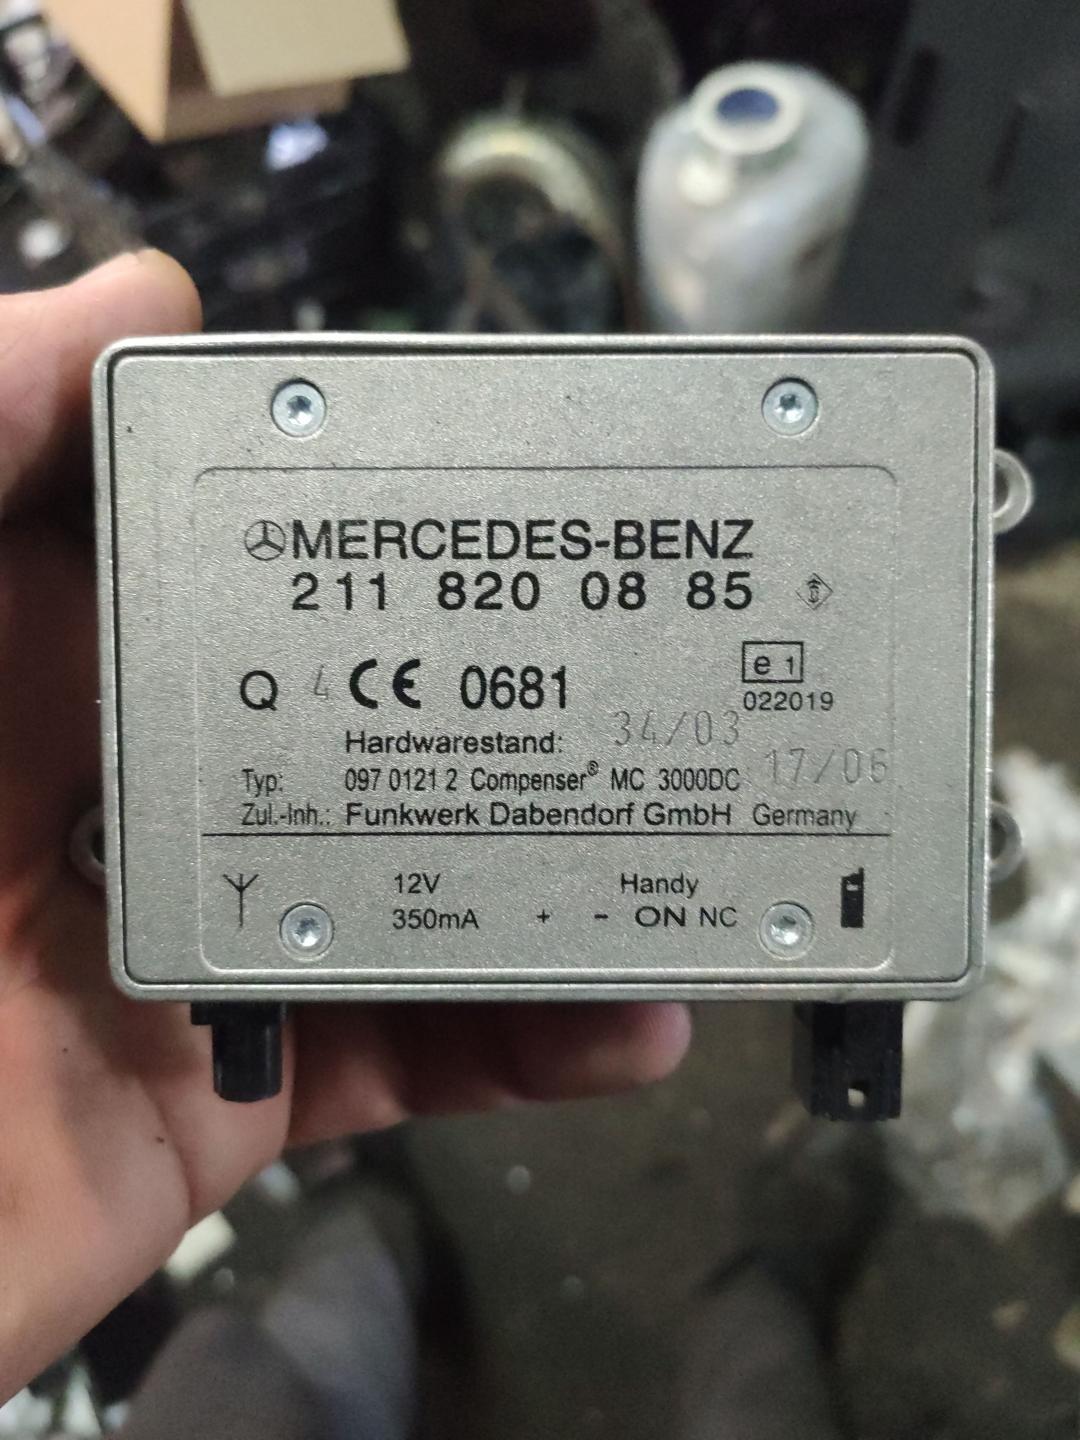 MERCEDES-BENZ
211 820 08 85
Q 4 CE 0681
e 1
022019
Hardwarestand: 34/03
Typ: 097 0121 2 Compenser® MC 3000DC 17/06
Zul.-Inh.: Funkwerk Dabendorf GmbH Germany
12V Handy
350mA + - ON NC